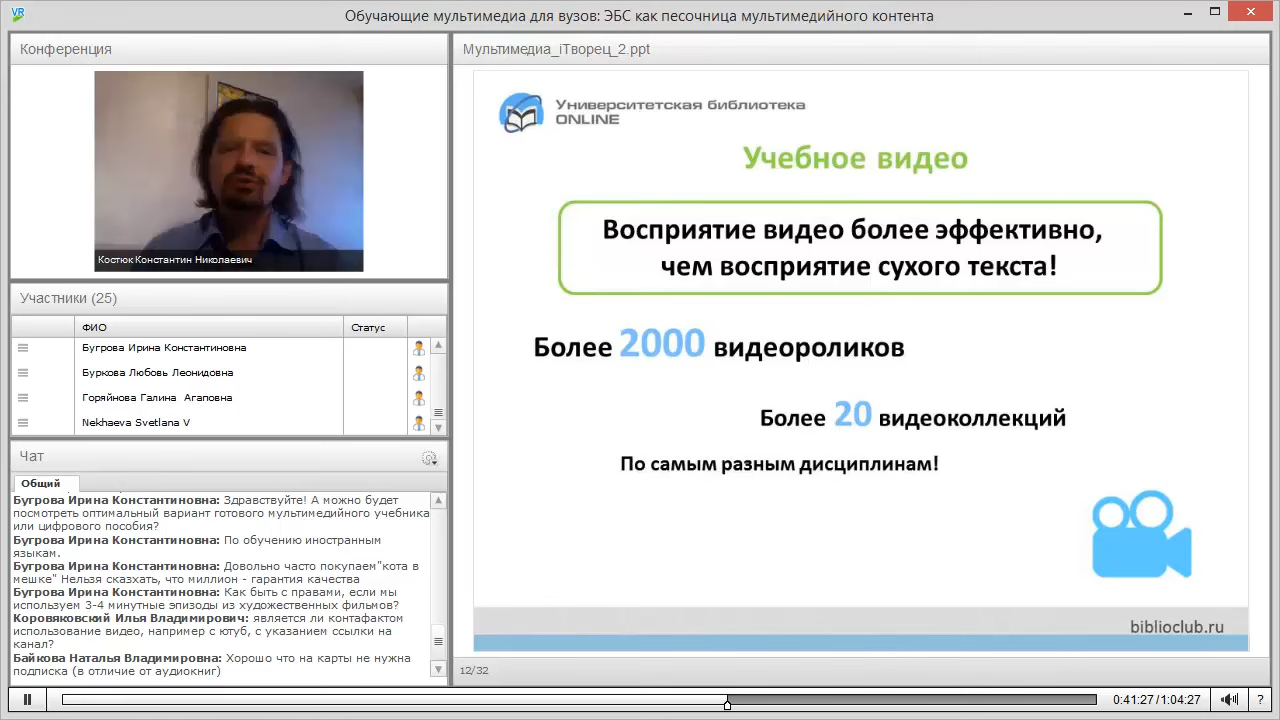 VR
Обучающие мультимедиа для вузов: ЭБС как песочница мультимедийного контента
Конференция
Костюк Константин Николаевич
Участники (25)
ФИО
Статус
Бугрова Ирина Константиновна
Буркова Любовь Леонидовна
Горяйнова Галина Агаповна
Nekhaeva Svetlana V
Чат
Общий
Бугрова Ирина Константиновна: Здравствуйте! А можно будет
посмотреть оптимальный вариант готового мультимедийного учебника
или цифрового пособия?
Бугрова Ирина Константиновна: По обучению иностранным
языкам.
Бугрова Ирина Константиновна: Довольно часто покупаем"кота в
мешке" Нельзя сказхать, что миллион - гарантия качества
Бугрова Ирина Константиновна: Как быть с правами, если мы
используем 3-4 минутные эпизоды из художественных фильмов?
Коровяковский Илья Владимирович: является ли контафактом
использование видео, например с ютуб, с указанием ссылки на
канал?
Байкова Наталья Владимировна: Хорошо что на карты не нужна
подписка (в отличие от аудиокниг)
Мультимедиа_iТворец_2.ppt
Университетская библиотека
ONLINE
Учебное видео
Восприятие видео более эффективно,
чем восприятие сухого текста!
Более 2000 видеороликов
Более 20 видеоколлекций
По самым разным дисциплинам!
biblioclub.ru
12/32
0:41:27/1:04:27
?